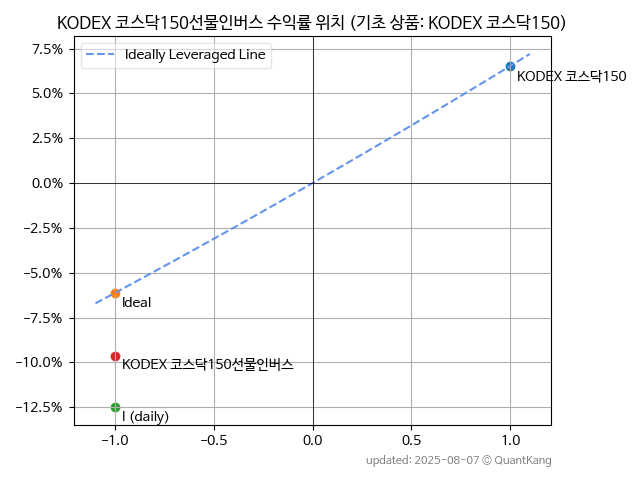 KODEX 코스닥150선물인버스 수익률 위치 (기초 상품: KODEX 코스닥150)
7.5%
Ideally Leveraged Line
KODEX 코스닥150
5.0%
2.5%
0.0%
−2.5%
−5.0%
Ideal
−7.5%
−10.0%
KODEX 코스닥150선물인버스
−12.5%
I (daily)
−1.0 −0.5 0.0 0.5 1.0
updated: 2025-08-07 © QuantKang